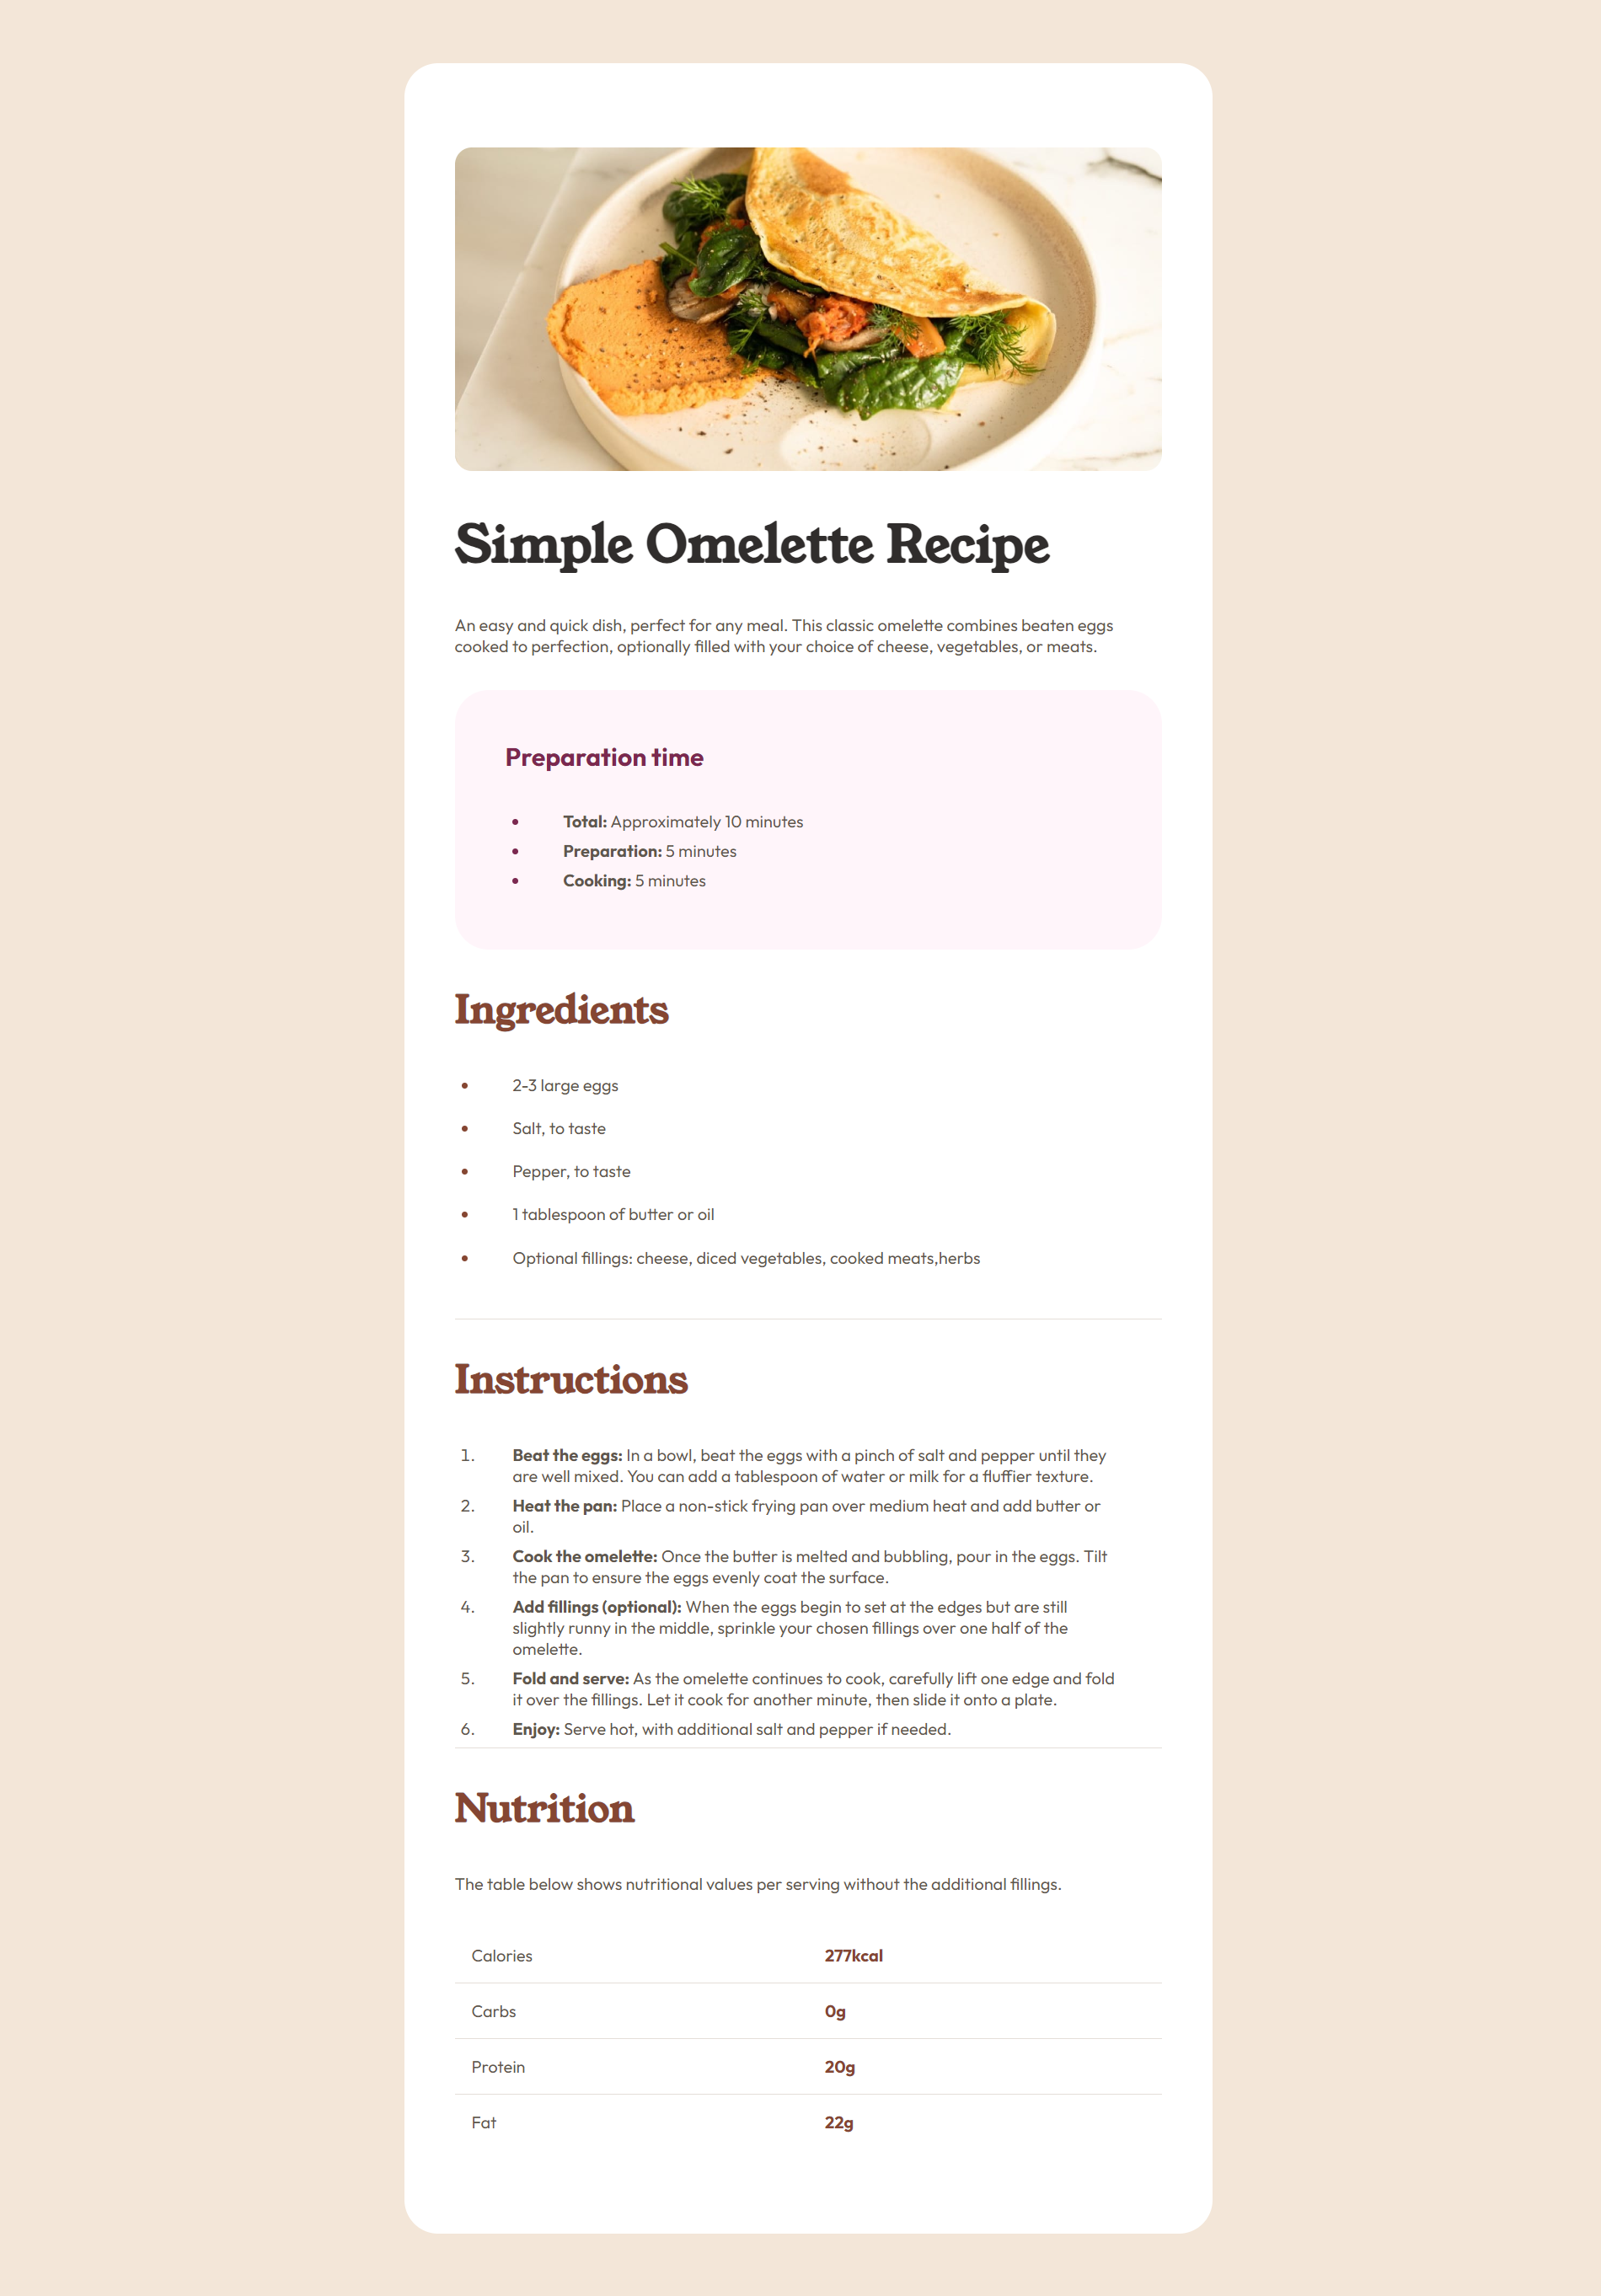 Simple Omelette Recipe
An easy and quick dish, perfect for any meal. This classic omelette combines beaten eggs
cooked to perfection, optionally filled with your choice of cheese, vegetables, or meats.
Preparation time
• Total: Approximately 10 minutes
• Preparation: 5 minutes
• Cooking: 5 minutes
Ingredients
• 2-3 large eggs
• Salt, to taste
• Pepper, to taste
• 1 tablespoon of butter or oil
• Optional fillings: cheese, diced vegetables, cooked meats,herbs
Instructions
1. Beat the eggs: In a bowl, beat the eggs with a pinch of salt and pepper until they
are well mixed. You can add a tablespoon of water or milk for a fluffier texture.
2. Heat the pan: Place a non-stick frying pan over medium heat and add butter or
oil.
3. Cook the omelette: Once the butter is melted and bubbling, pour in the eggs. Tilt
the pan to ensure the eggs evenly coat the surface.
4. Add fillings (optional): When the eggs begin to set at the edges but are still
slightly runny in the middle, sprinkle your chosen fillings over one half of the
omelette.
5. Fold and serve: As the omelette continues to cook, carefully lift one edge and fold
it over the fillings. Let it cook for another minute, then slide it onto a plate.
6. Enjoy: Serve hot, with additional salt and pepper if needed.
Nutrition
The table below shows nutritional values per serving without the additional fillings.
Calories 277kcal
Carbs 0g
Protein 20g
Fat 22g